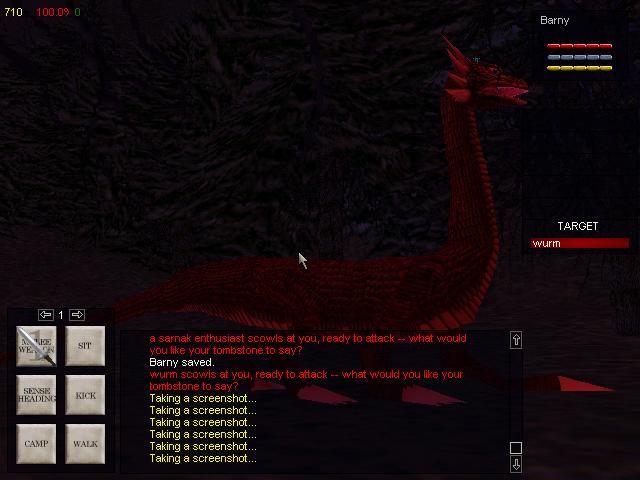 710 100.0% 0
Barny
TARGET
wurm
1
MELEE
WEAPON
SIT
SENSE
HEADING
KICK
CAMP
WALK
a sarnak enthusiast scowls at you, ready to attack -- what would
you like your tombstone to say?
Barny saved.
wurm scowls at you, ready to attack -- what would you like your
tombstone to say?
Taking a screenshot...
Taking a screenshot...
Taking a screenshot...
Taking a screenshot...
Taking a screenshot...
Taking a screenshot...